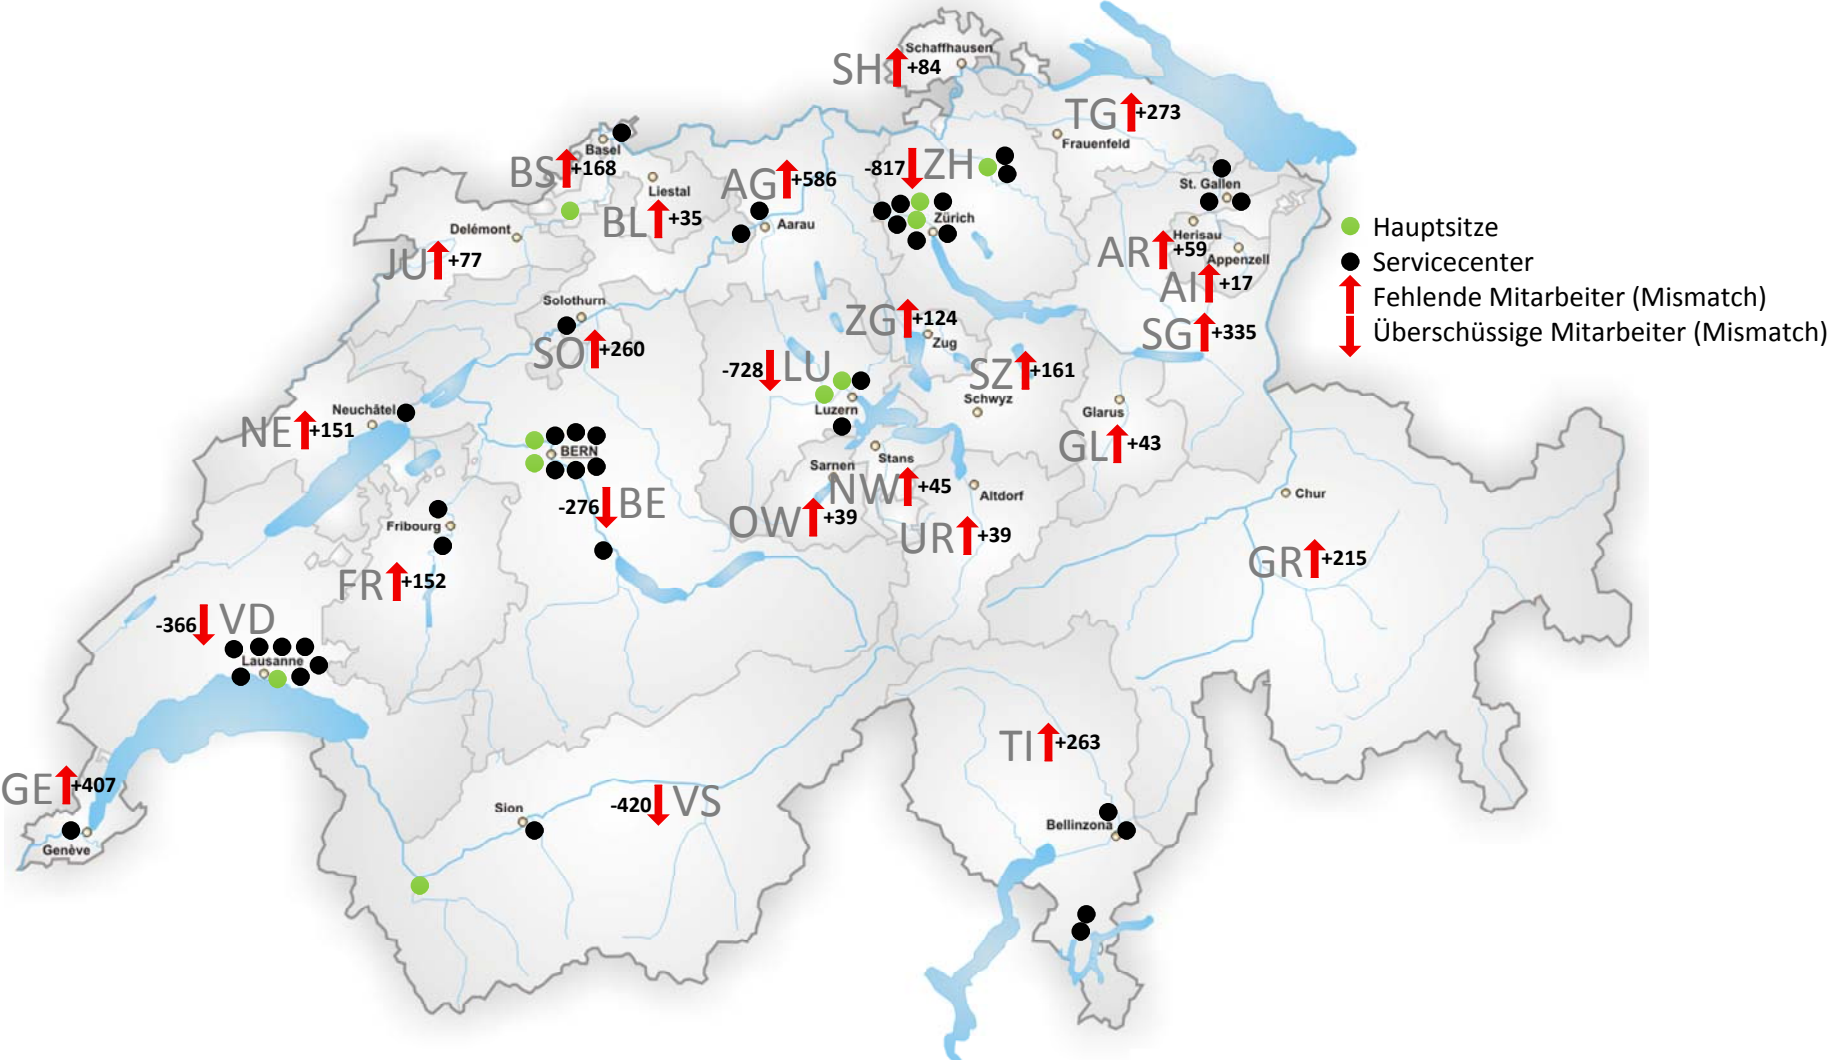 Schaffhausen
SH +84
TG +273
Frauenfeld
Basel
BS +168
Liestal
BL +35
AG +586
Aarau
-817 ZH
Zürich
St. Gallen
Herisau
AR +59
Appenzell
AI +17
SG +335
Delémont
JU +77
Solothurn
SO +260
ZG +124
Zug
-728 LU
Luzern
SZ +161
Schwyz
Glarus
GL +43
Neuchâtel
NE +151
BERN
-276 BE
Stans
Sarnen
NW +45
OW +39
Altdorf
UR +39
Chur
GR +215
Fribourg
FR +152
-366 VD
Lausanne
GE +407
Genève
Sion
-420 VS
TI +263
Bellinzona
Hauptsitze
Servicecenter
Fehlende Mitarbeiter (Mismatch)
Überschüssige Mitarbeiter (Mismatch)